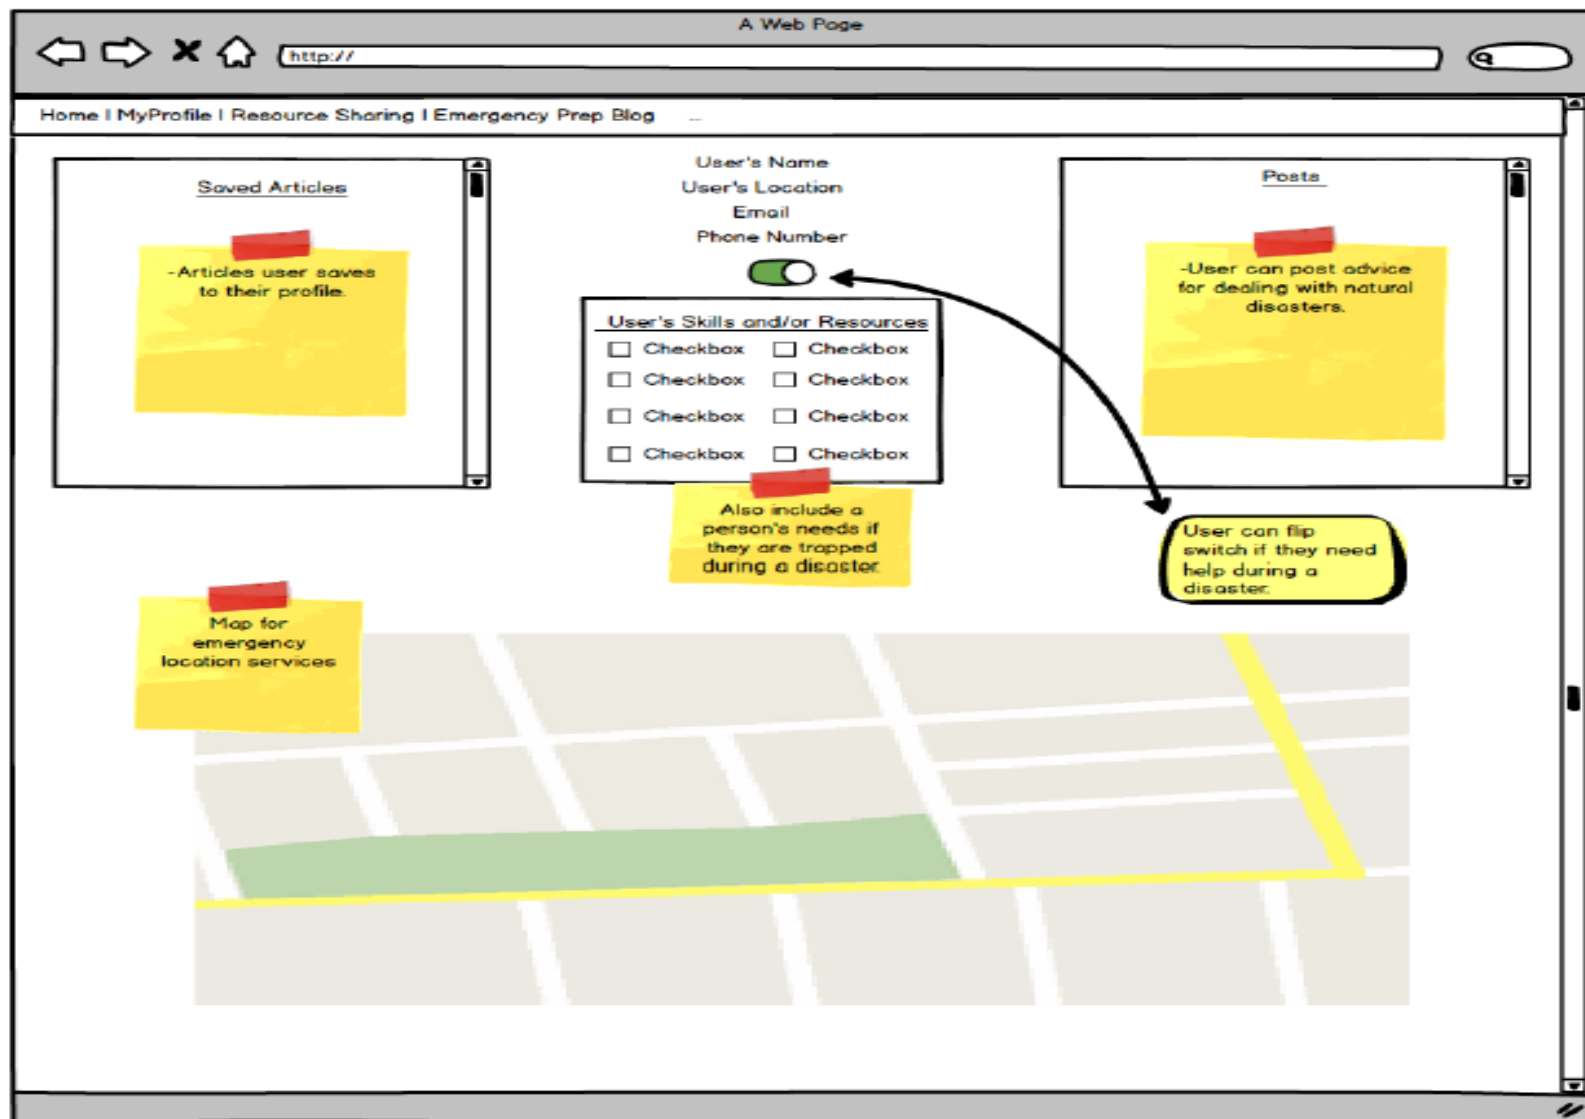 A Web Page
http://
Home | MyProfile | Resource Sharing | Emergency Prep Blog ...
Saved Articles
-Articles user saves
to their profile.
User's Name
User's Location
Email
Phone Number
User's Skills and/or Resources
Checkbox Checkbox
Checkbox Checkbox
Checkbox Checkbox
Checkbox Checkbox
Also include a
person's needs if
they are trapped
during a disaster.
Posts
-User can post advice
for dealing with natural
disasters.
User can flip
switch if they need
help during a
disaster.
Map for
emergency
location services